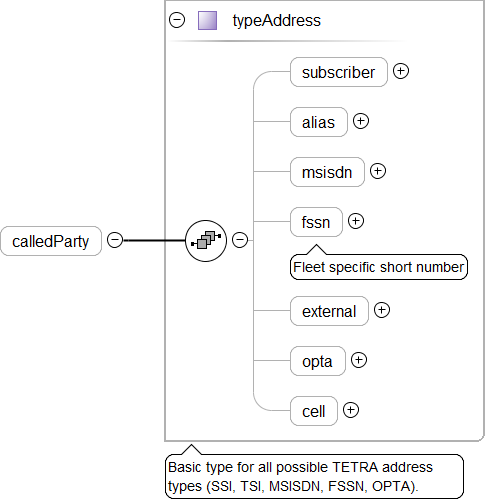 typeAddress
subscriber
alias
msisdn
calledParty
fssn
Fleet specific short number
external
opta
cell
Basic type for all possible TETRA address
types (SSI, TSI, MSISDN, FSSN, OPTA).